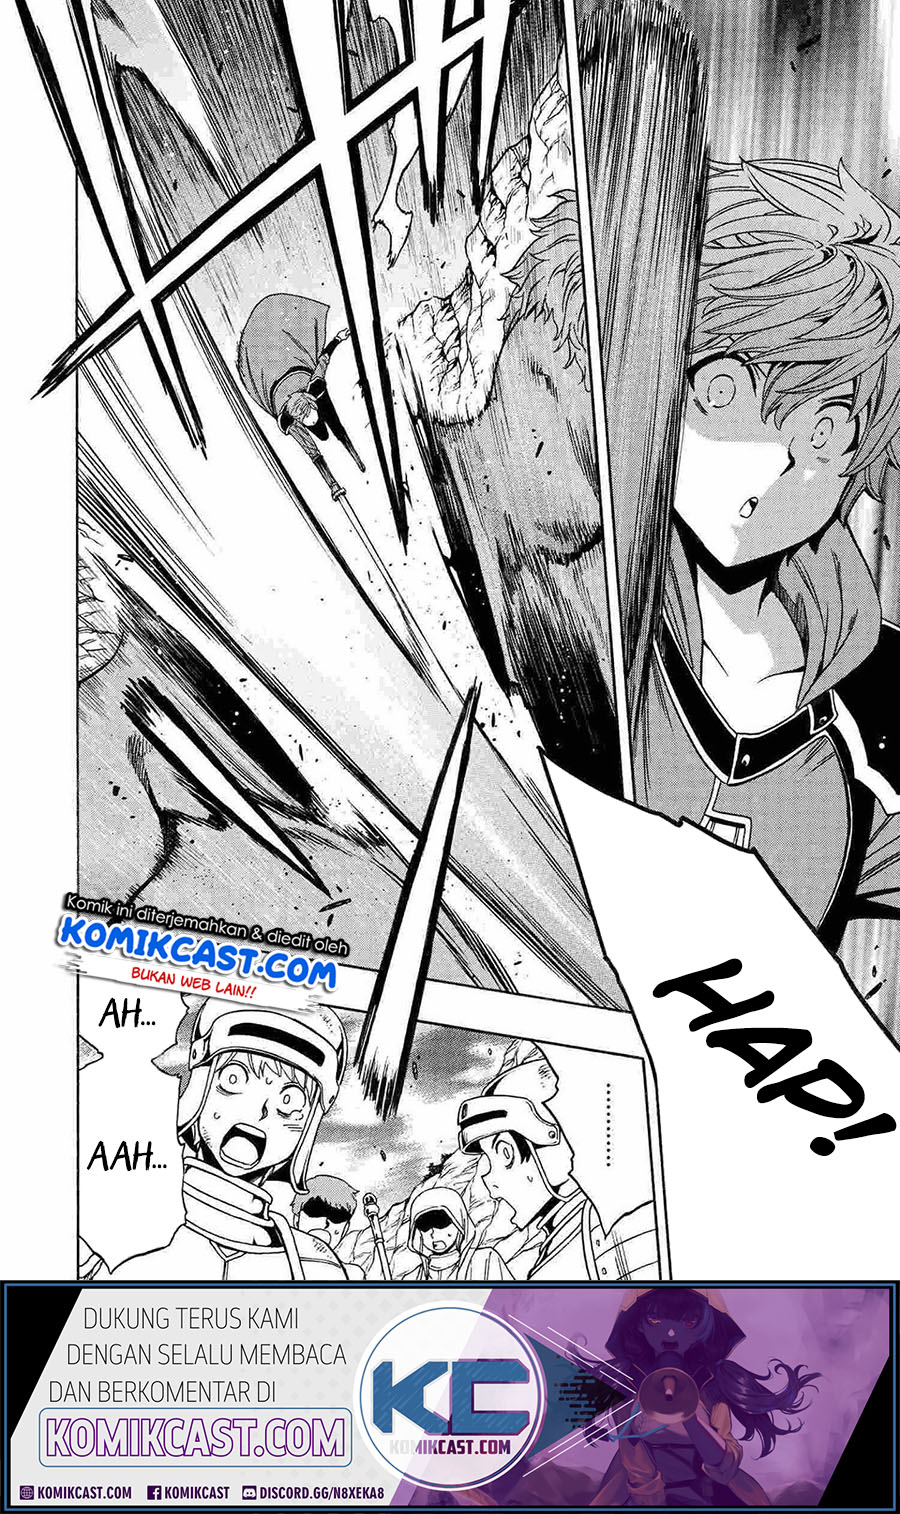 HAP!
Komik ini diterjemahkan & diedit oleh
KOMIKCAST.COM
BUKAN WEB LAIN!!
AH...
AAH...
DUKUNG TERUS KAMI
DENGAN SELALU MEMBACA
DAN BERKOMENTAR DI
KOMIKCAST.COM
KC
KOMIKCAST.COM
KOMIKCAST.COM
KOMIKCAST
DISCORD.GG/N8XEKA8